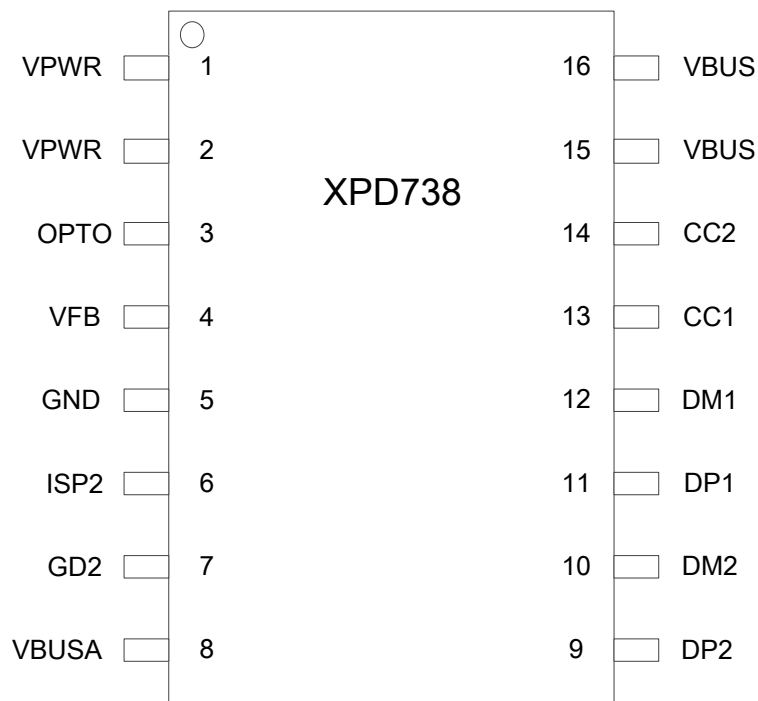 VPWR 1 16 VBUS
VPWR 2 15 VBUS
XPD738
OPTO 3 14 CC2
VFB 4 13 CC1
GND 5 12 DM1
ISP2 6 11 DP1
GD2 7 10 DM2
VBUSA 8 9 DP2